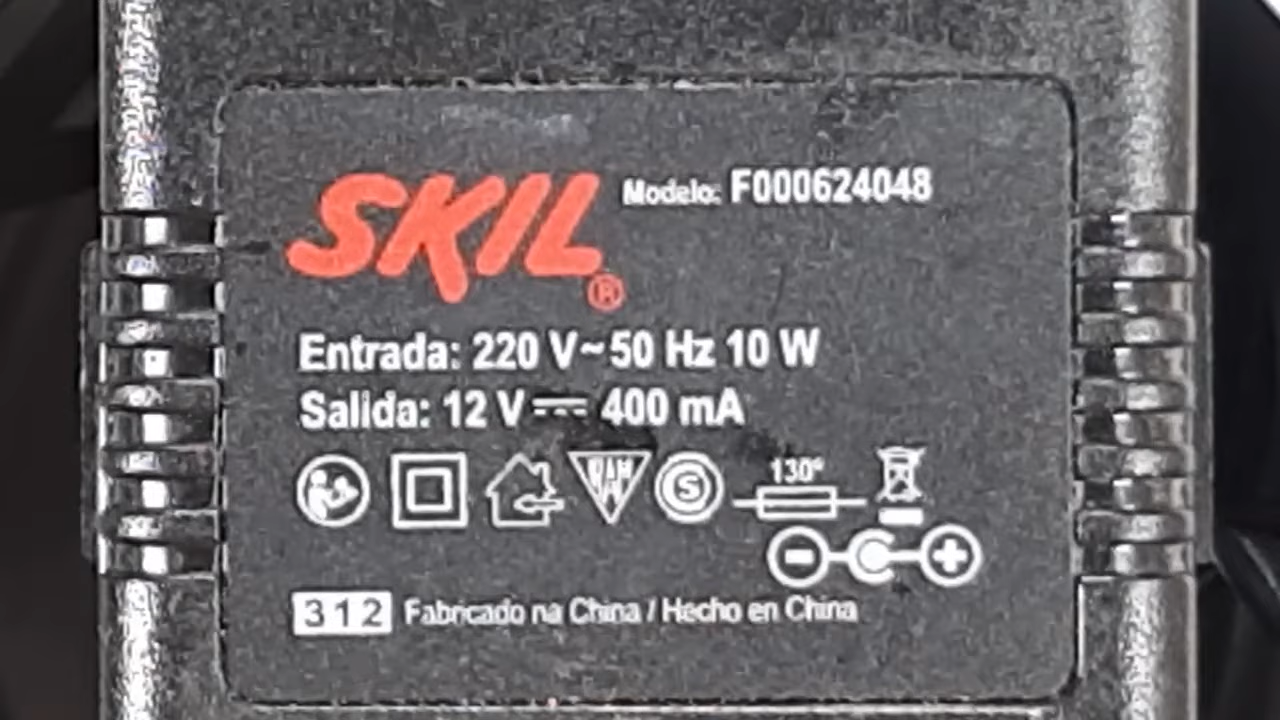 SKIL® Modelo: F000624048
Entrada: 220 V~50 Hz 10 W
Salida: 12 V⎓ 400 mA
S 130°
- +
312 Fabricado na China / Hecho en China